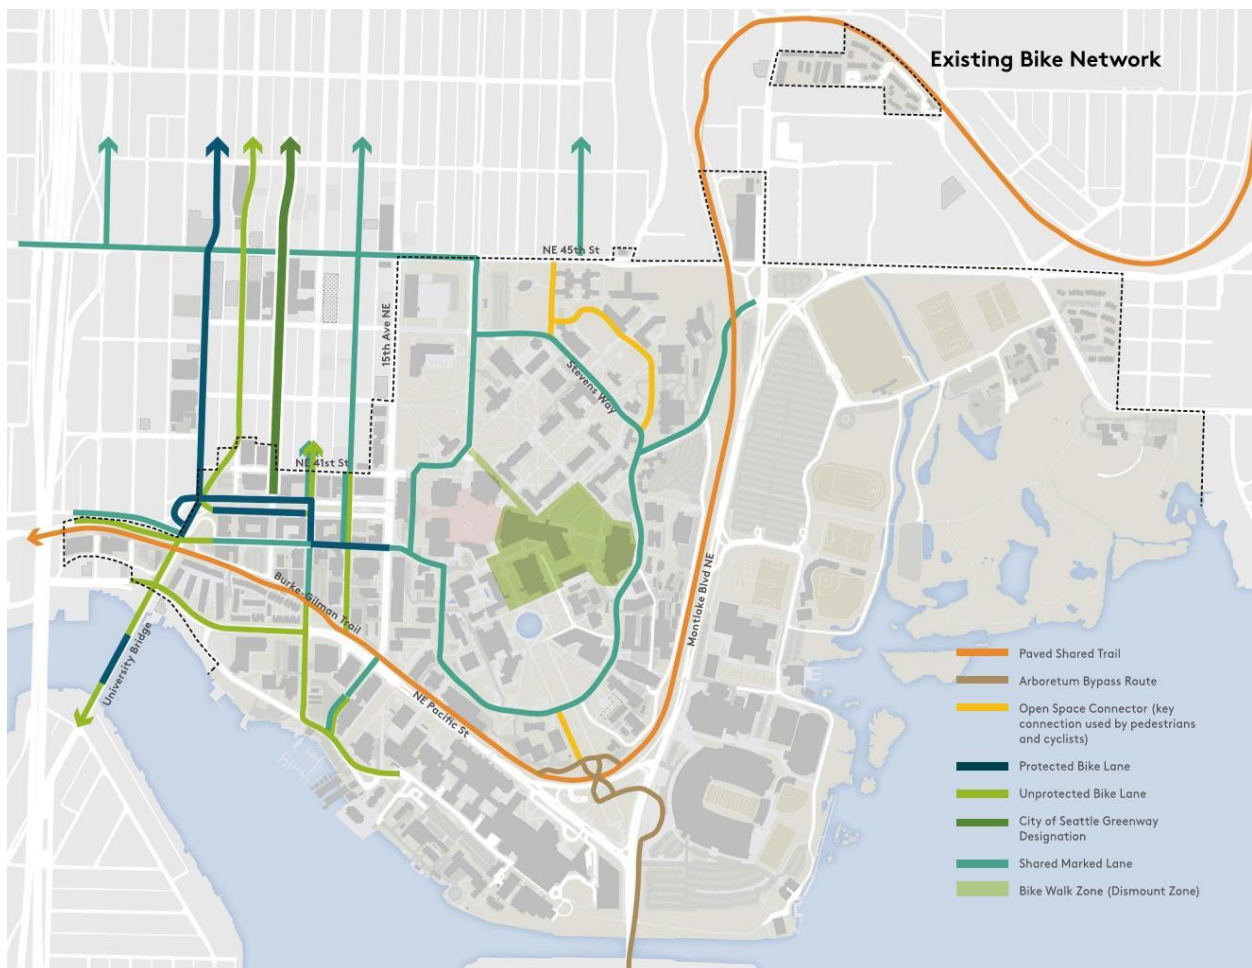 Existing Bike Network
NE 45th St
15th Ave NE
Stevens Way
NE 41st St
Burke-Gilman Trail
Montlake Blvd NE
University Bridge
NE Pacific St
Paved Shared Trail
Arboretum Bypass Route
Open Space Connector (key
connection used by pedestrians
and cyclists)
Protected Bike Lane
Unprotected Bike Lane
City of Seattle Greenway
Designation
Shared Marked Lane
Bike Walk Zone (Dismount Zone)